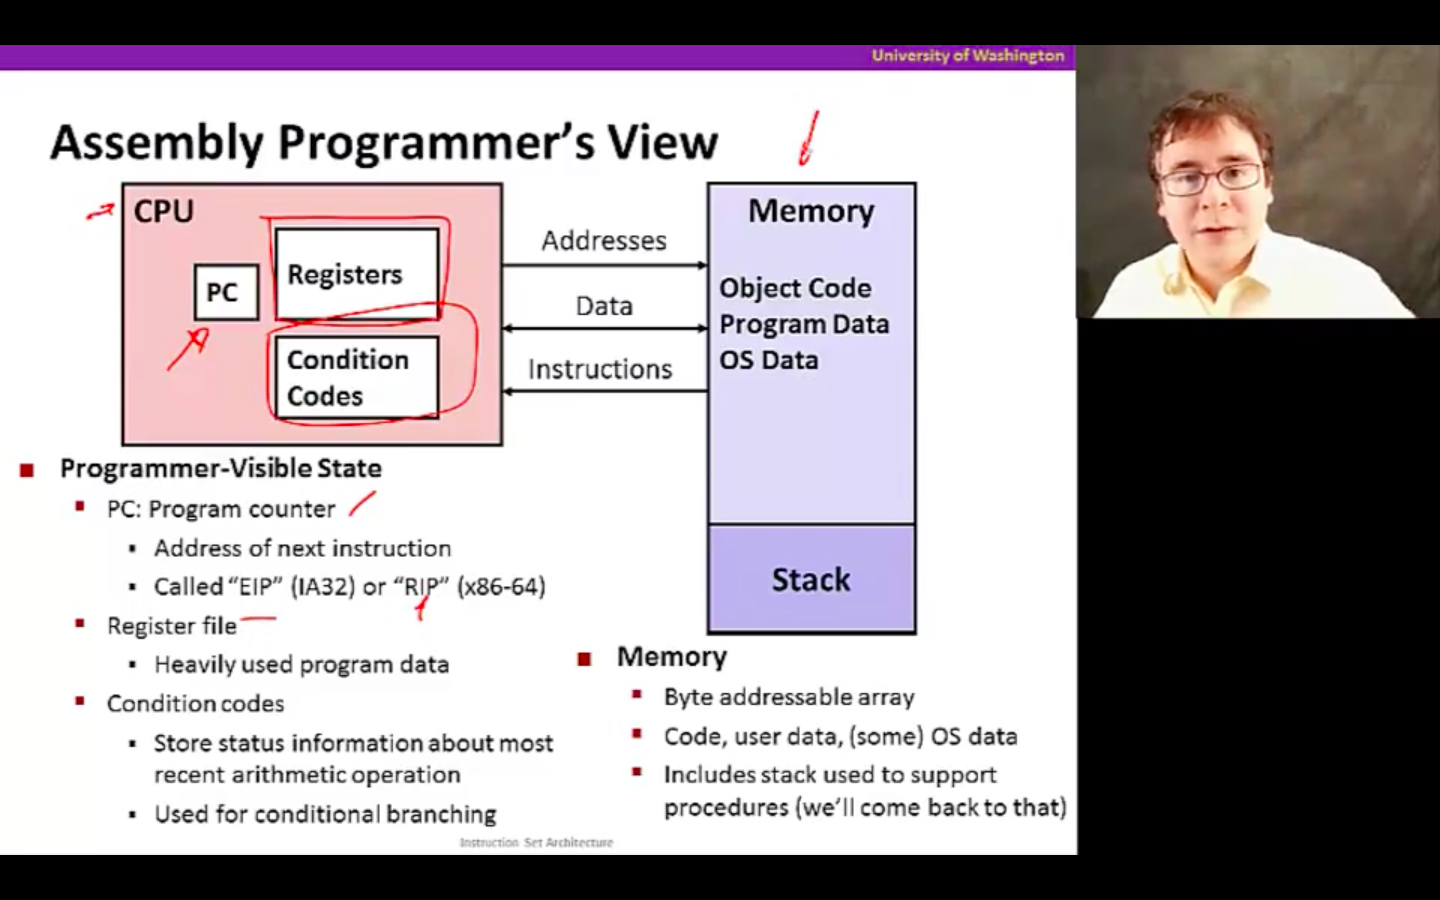 University of Washington
Assembly Programmer's View
CPU
PC
Registers
Condition
Codes
Addresses
Data
Instructions
Memory
Object Code
Program Data
OS Data
Stack
■ Programmer-Visible State
▪ PC: Program counter
▪ Address of next instruction
▪ Called "EIP" (IA32) or "RIP" (x86-64)
▪ Register file
▪ Heavily used program data
▪ Condition codes
▪ Store status information about most
recent arithmetic operation
▪ Used for conditional branching
■ Memory
▪ Byte addressable array
▪ Code, user data, (some) OS data
▪ Includes stack used to support
procedures (we'll come back to that)
Instruction Set Architecture